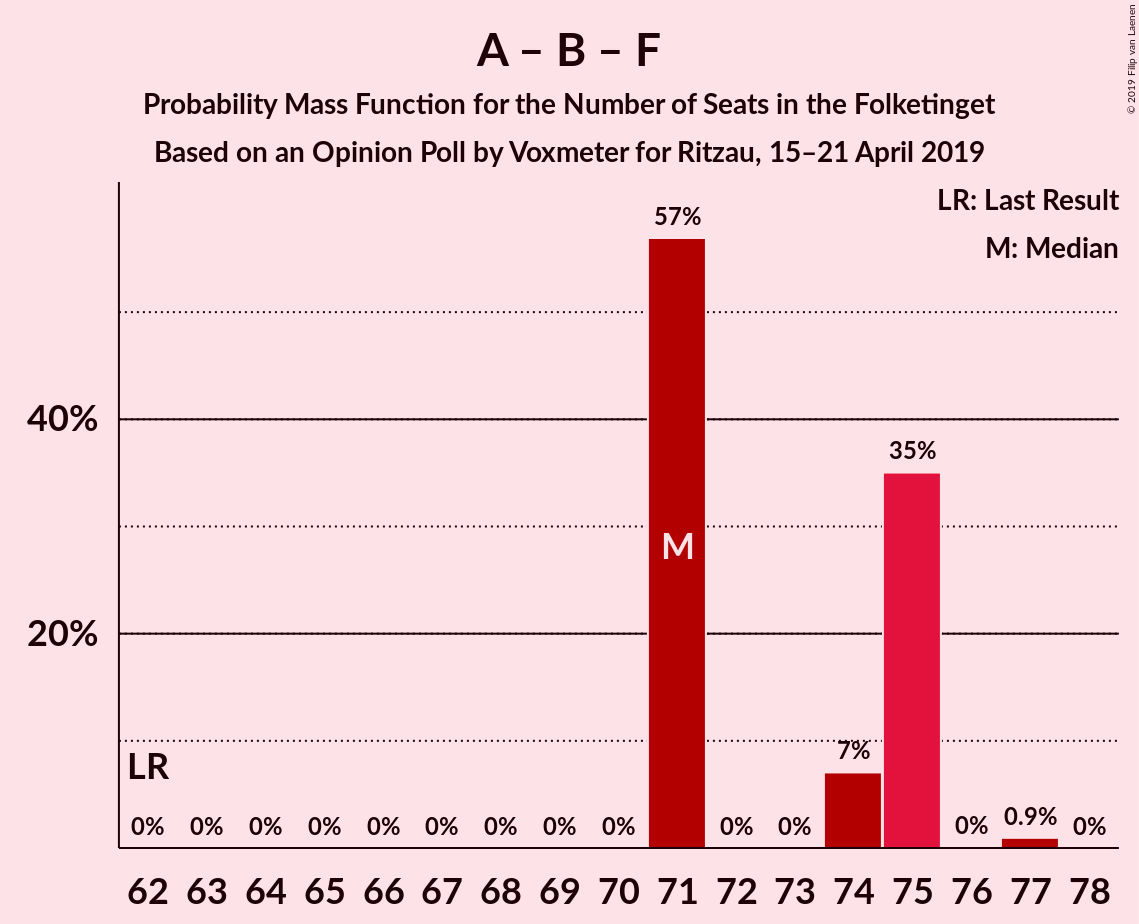 A – B – F
Probability Mass Function for the Number of Seats in the Folketinget
Based on an Opinion Poll by Voxmeter for Ritzau, 15–21 April 2019
© 2019 Filip van Laenen
LR: Last Result
M: Median
57%
40%
35%
M
20%
7%
LR
0% 0% 0% 0% 0% 0% 0% 0% 0% 0% 0% 0% 0.9% 0%
62 63 64 65 66 67 68 69 70 71 72 73 74 75 76 77 78